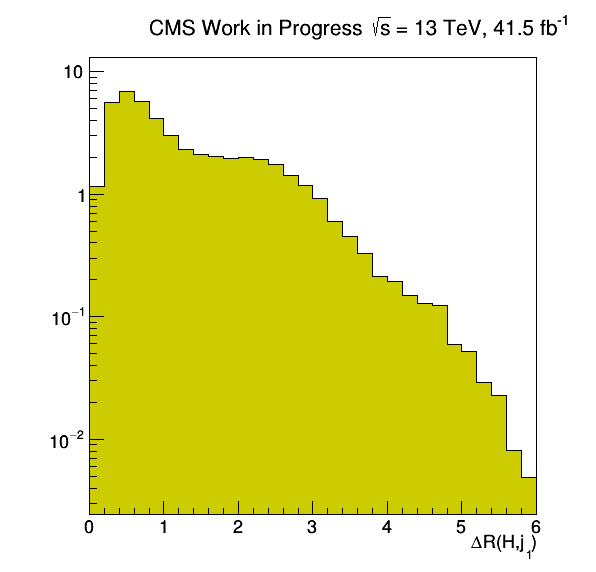 CMS Work in Progress √s = 13 TeV, 41.5 fb⁻¹
10
1
10⁻¹
10⁻²
0 1 2 3 4 5 6
ΔR(H,j₁)